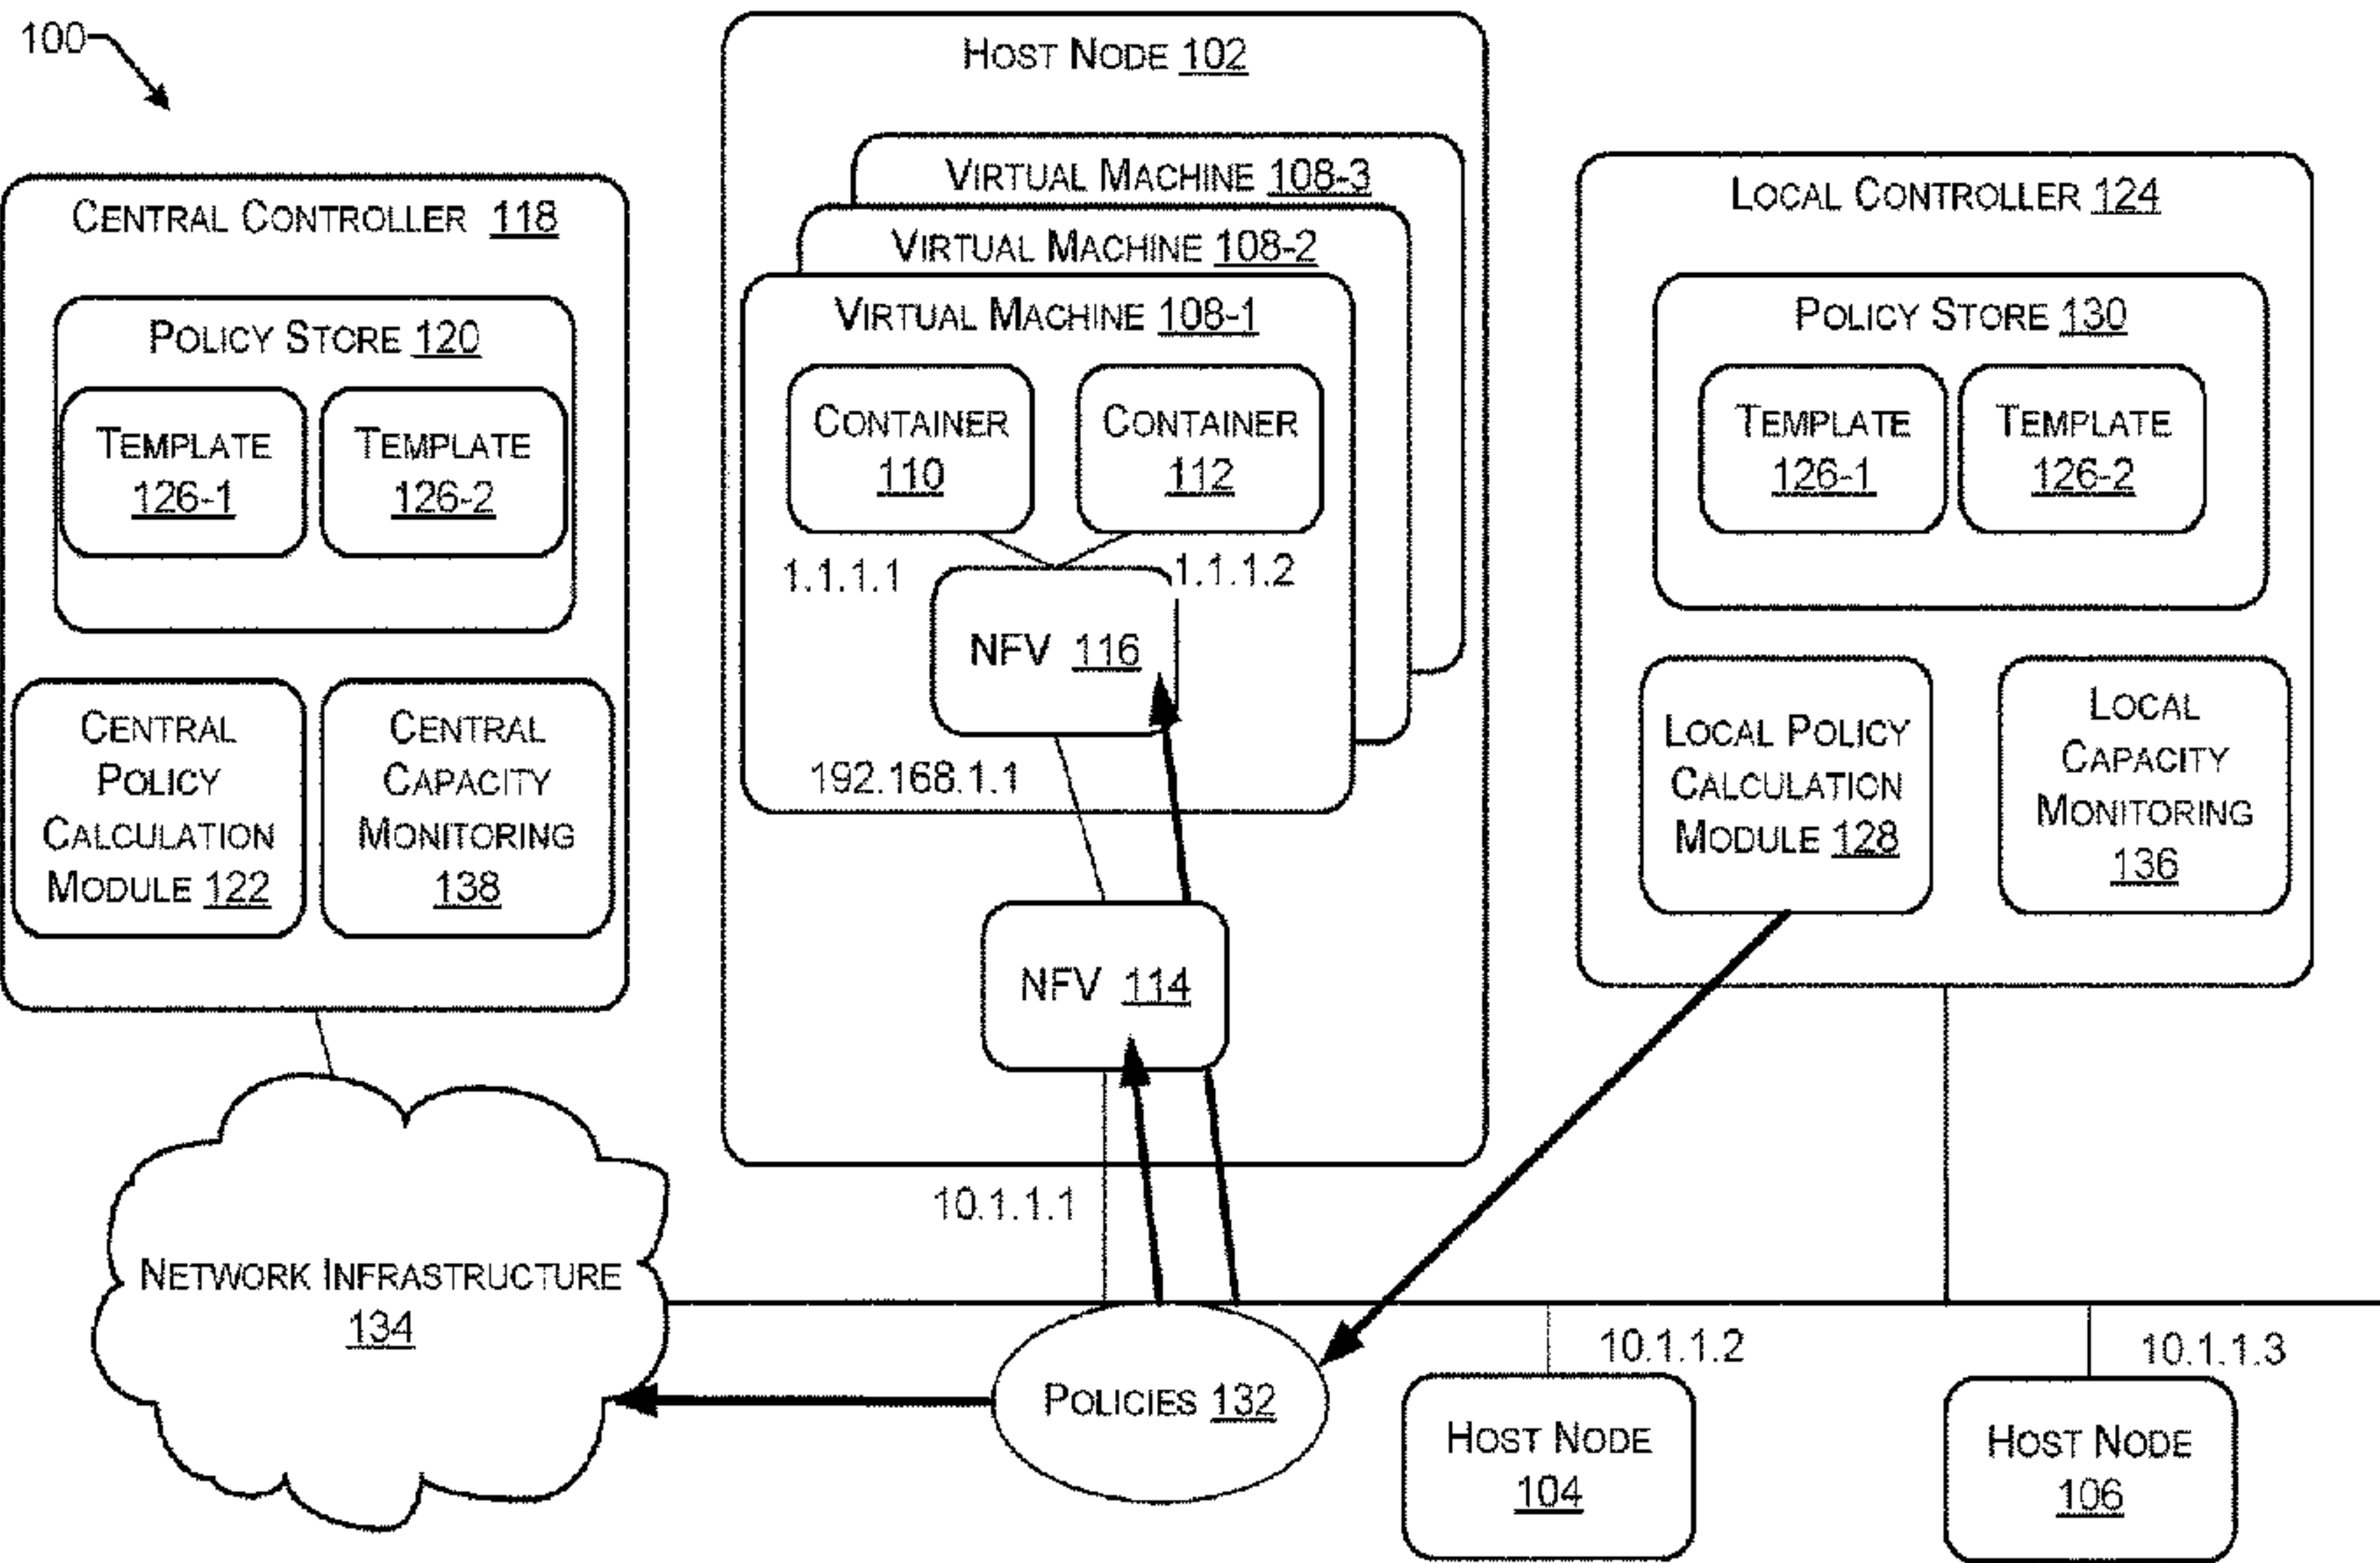 100
HOST NODE 102
VIRTUAL MACHINE 108-3
VIRTUAL MACHINE 108-2
VIRTUAL MACHINE 108-1
CONTAINER
110
CONTAINER
112
1.1.1.1
1.1.1.2
NFV 116
192.168.1.1
NFV 114
10.1.1.1
CENTRAL CONTROLLER 118
POLICY STORE 120
TEMPLATE
126-1
TEMPLATE
126-2
CENTRAL
POLICY
CALCULATION
MODULE 122
CENTRAL
CAPACITY
MONITORING
138
LOCAL CONTROLLER 124
POLICY STORE 130
TEMPLATE
126-1
TEMPLATE
126-2
LOCAL POLICY
CALCULATION
MODULE 128
LOCAL
CAPACITY
MONITORING
136
NETWORK INFRASTRUCTURE
134
POLICIES 132
10.1.1.2
HOST NODE
104
10.1.1.3
HOST NODE
106